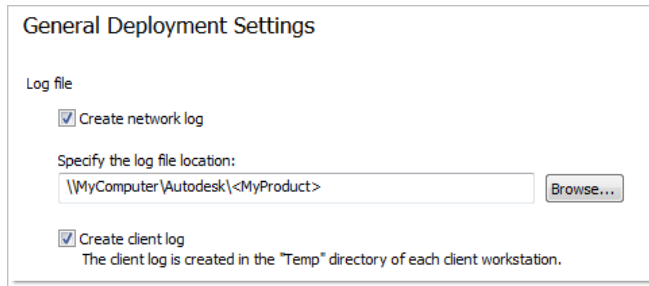 General Deployment Settings
Log file
Create network log
Specify the log file location:
\\MyComputer\Autodesk\<MyProduct>
Browse...
Create client log
The client log is created in the "Temp" directory of each client workstation.